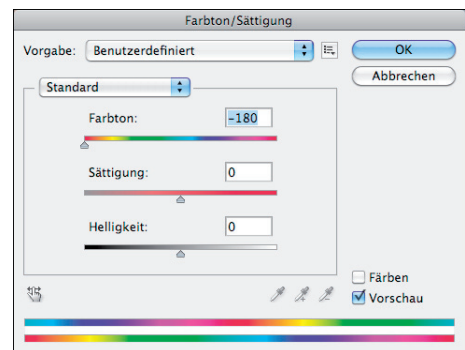 Farbton/Sättigung
Vorgabe: Benutzerdefiniert
OK
Abbrechen
Standard
Farbton: -180
Sättigung: 0
Helligkeit: 0
Färben
Vorschau